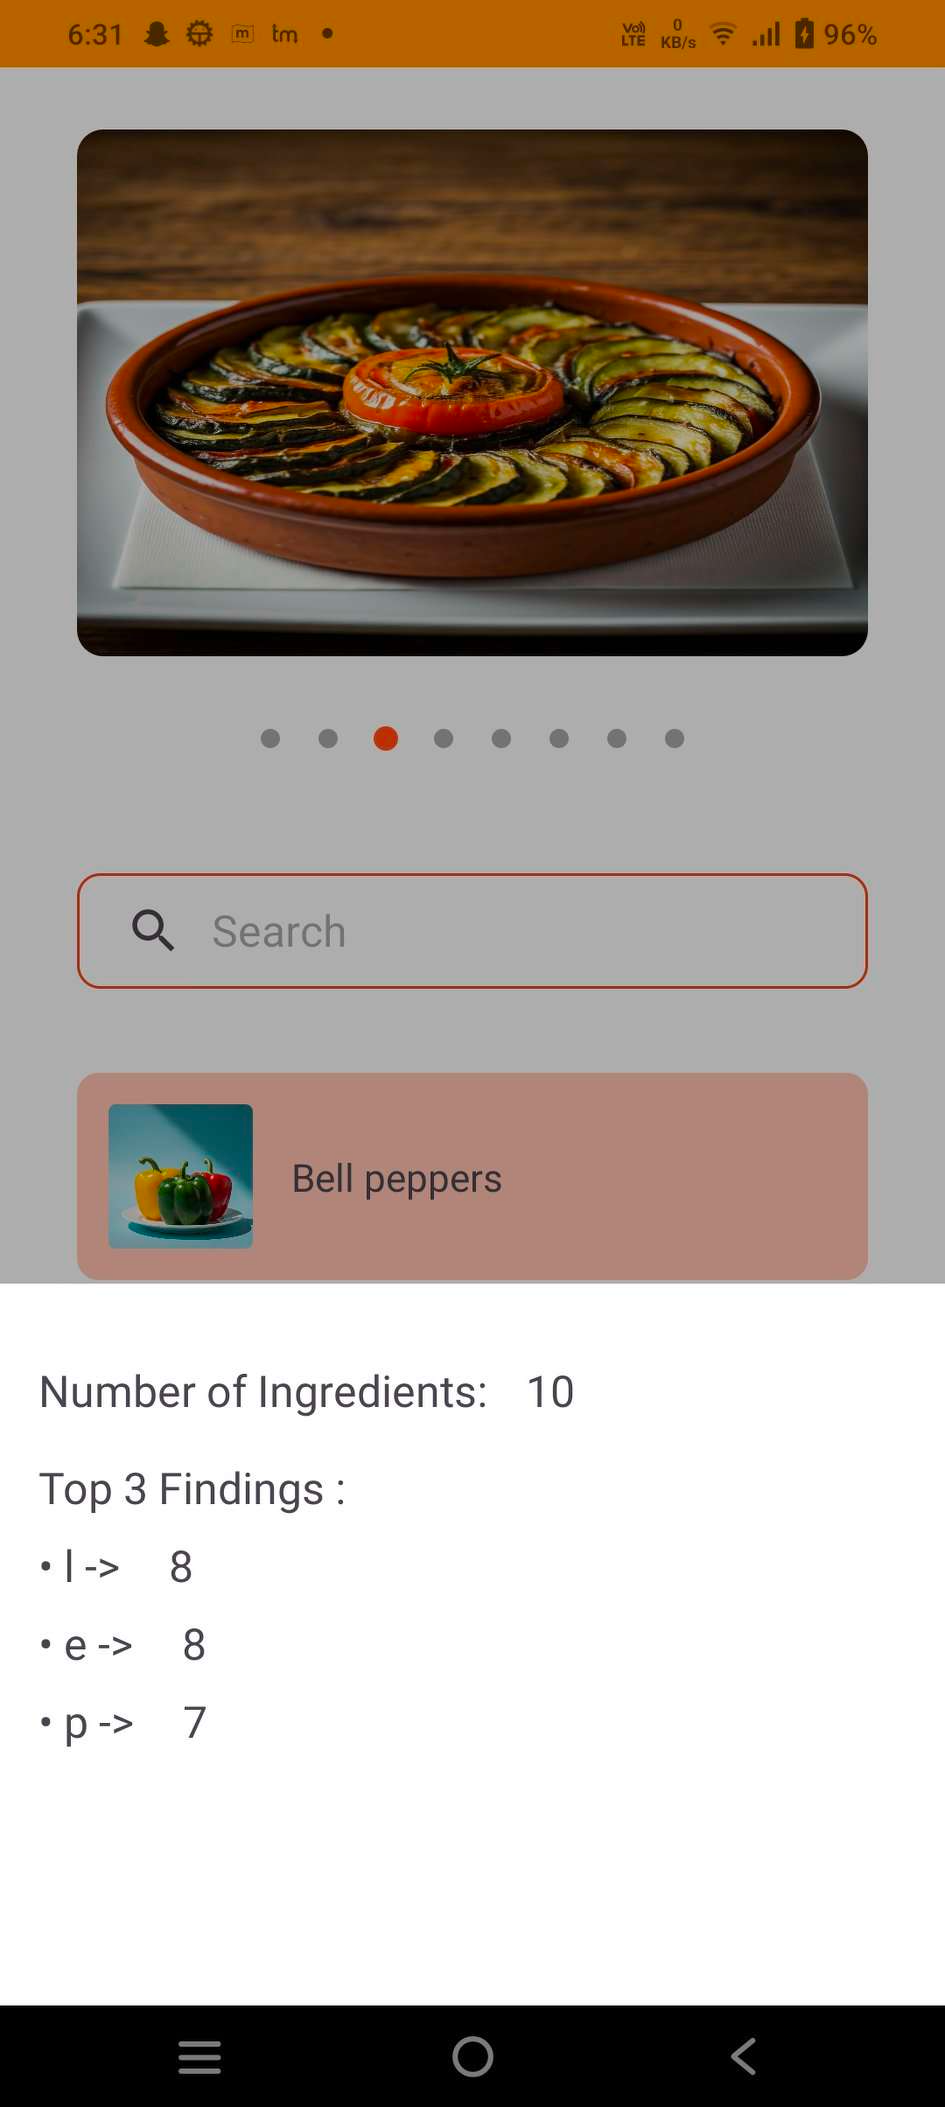 6:31 m tm Vo)) LTE 0 KB/s 96%
Search
Bell peppers
Number of Ingredients: 10
Top 3 Findings :
• l -> 8
• e -> 8
• p -> 7